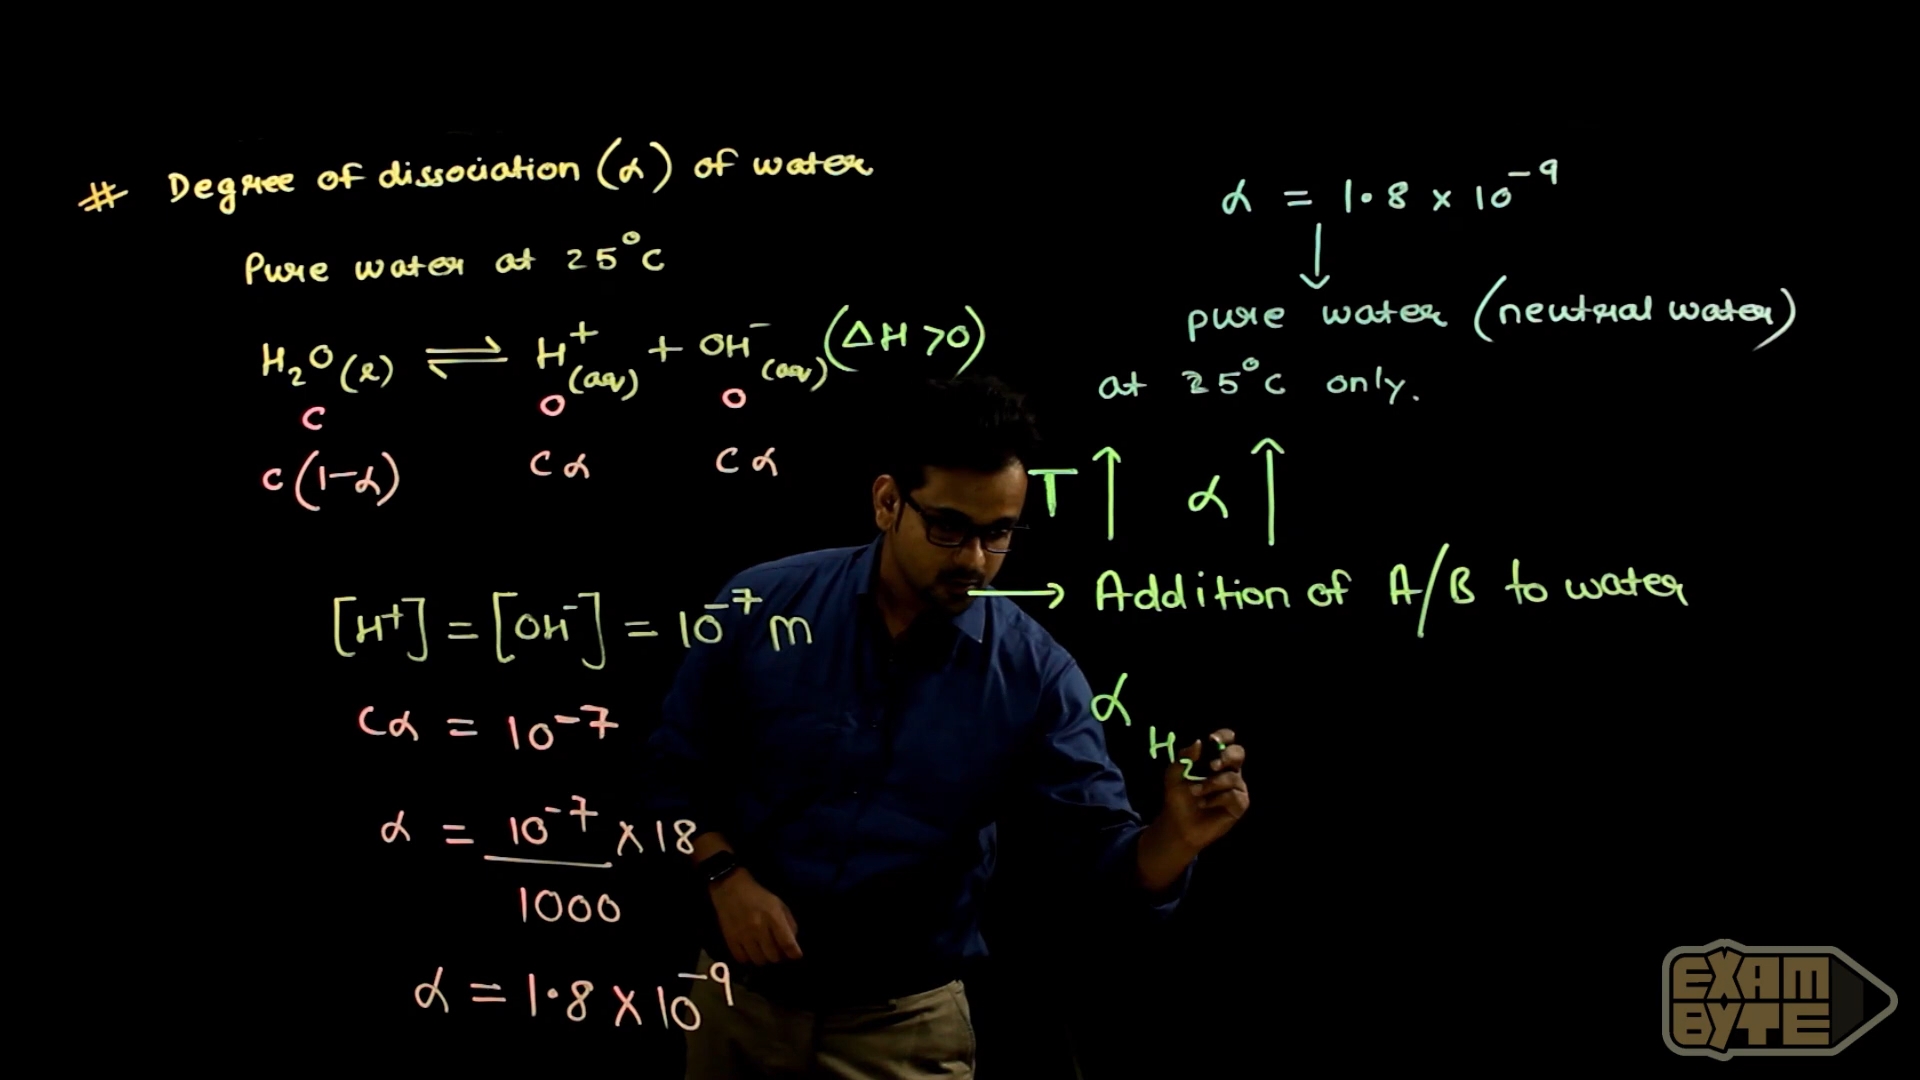 # Degree of dissociation (α) of water
Pure water at 25°C
H₂O(l) ⇌ H⁺(aq) + OH⁻(aq) (ΔH >0)
C 0 0
C(1-α) Cα Cα
[H⁺] = [OH⁻] = 10⁻⁷ M
Cα = 10⁻⁷
α = 10⁻⁷ × 18
1000
α = 1.8 × 10⁻⁹
α = 1.8 × 10⁻⁹
↓
pure water (neutral water)
at 25°C only.
T ↑ α ↑
→ Addition of A/B to water
α H₂
EXAM
BYTE